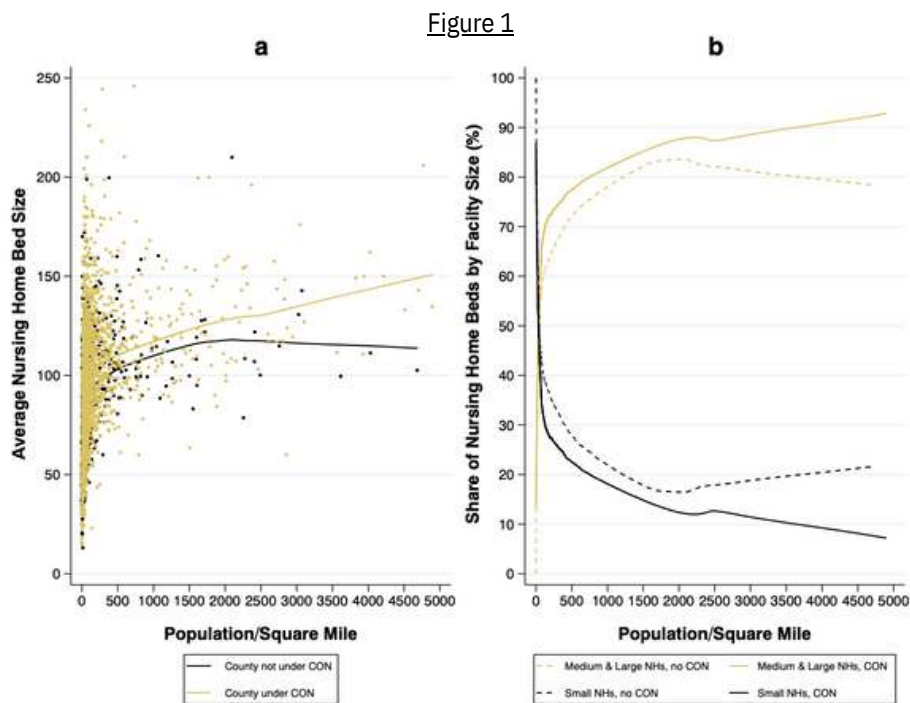 Figure 1
a
250
200
150
100
50
0
Average Nursing Home Bed Size
0 500 1000 1500 2000 2500 3000 3500 4000 4500 5000
Population/Square Mile
County not under CON
County under CON
b
100
90
80
70
60
50
40
30
20
10
0
Share of Nursing Home Beds by Facilty Size (%)
0 500 1000 1500 2000 2500 3000 3500 4000 4500 5000
Population/Square Mile
Medium & Large NHs, no CON Medium & Large NHs, CON
Small NHs, no CON Small NHs, CON